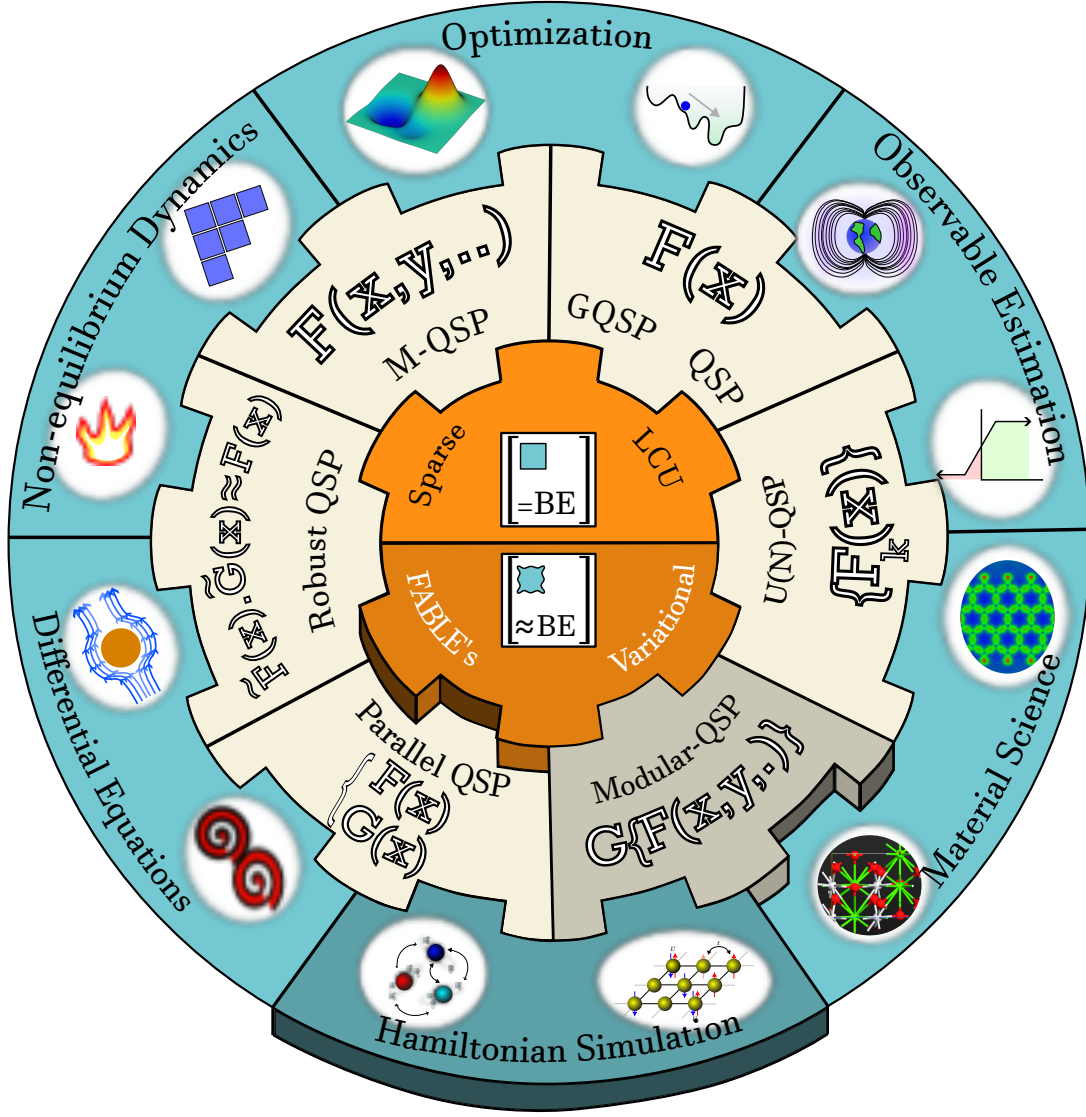 Optimization
Observable Estimation
Material Science
Hamiltonian Simulation
Differential Equations
Non-equilibrium Dynamics
F(x,y,..)
M-QSP
F(x)
GQSP
QSP
{F(x)}
k
U(N)-QSP
G{F(x,y,.)}
Modular-QSP
Parallel QSP
F(x)
G(x)
F̃(x).G̃(x)≈F(x)
Robust QSP
Sparse
LCU
=BE
≈BE
FABLE's
Variational
U
t